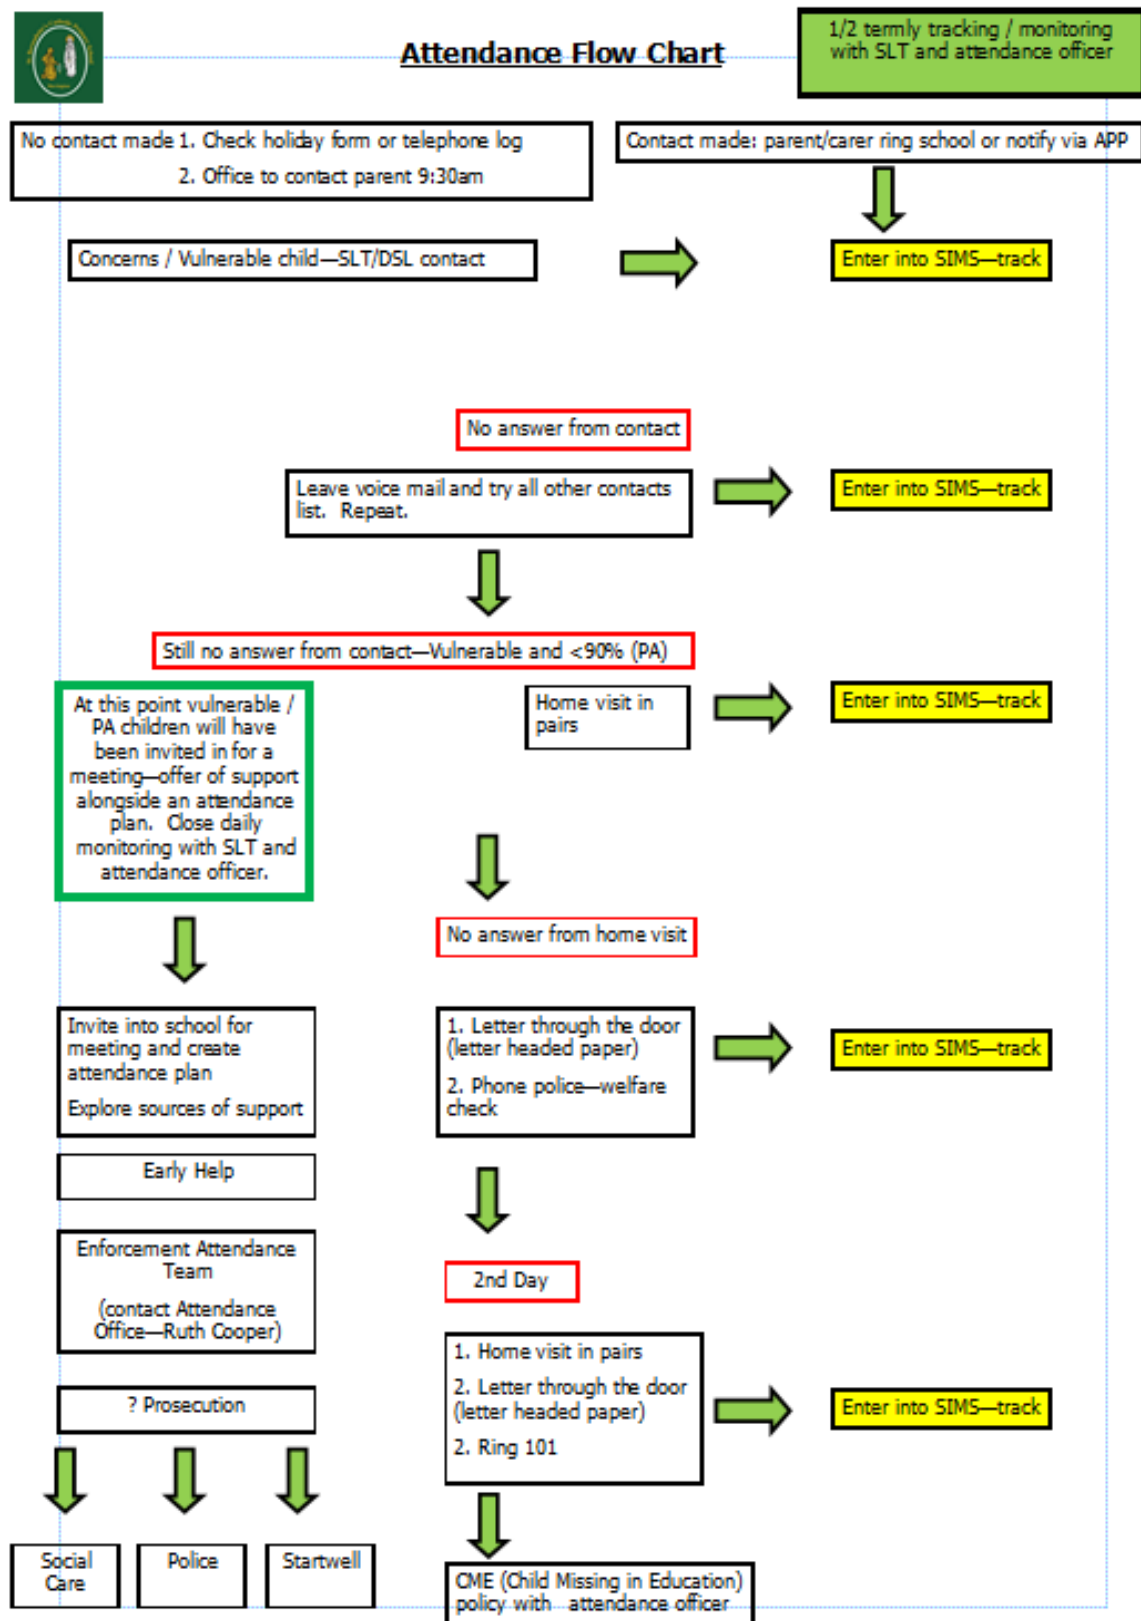 Attendance Flow Chart
1/2 termly tracking / monitoring
with SLT and attendance officer
No contact made 1. Check holiday form or telephone log
2. Office to contact parent 9:30am
Contact made: parent/carer ring school or notify via APP
Concerns / Vulnerable child—SLT/DSL contact
Enter into SIMS—track
No answer from contact
Leave voice mail and try all other contacts
list.  Repeat.
Enter into SIMS—track
Still no answer from contact—Vulnerable and <90% (PA)
At this point vulnerable /
PA children will have
been invited in for a
meeting—offer of support
alongside an attendance
plan.  Close daily
monitoring with SLT and
attendance officer.
Home visit in
pairs
Enter into SIMS—track
No answer from home visit
Invite into school for
meeting and create
attendance plan
Explore sources of support
1. Letter through the door
(letter headed paper)
2. Phone police—welfare
check
Enter into SIMS—track
Early Help
Enforcement Attendance
Team
(contact Attendance
Office—Ruth Cooper)
2nd Day
1. Home visit in pairs
2. Letter through the door
(letter headed paper)
2. Ring 101
Enter into SIMS—track
? Prosecution
Social
Care
Police
Startwell
CME (Child Missing in Education)
policy with  attendance officer